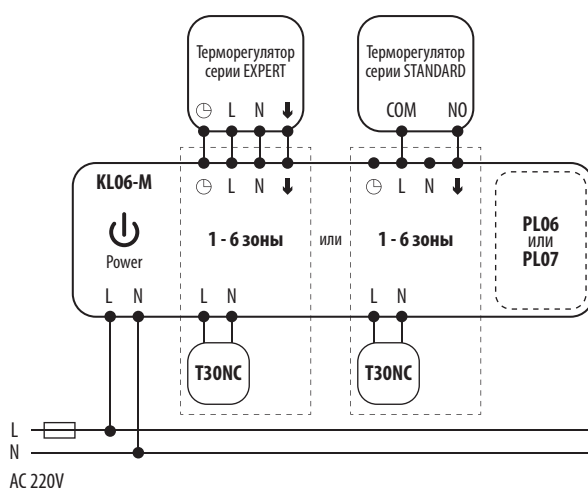 Терморегулятор
серии EXPERT
L N
Терморегулятор
серии STANDARD
COM NO
KL06-M
L N
L N
1 - 6 зоны
или
1 - 6 зоны
PL06
или
PL07
Power
L N
L N
L N
T30NC
T30NC
L
N
AC 220V